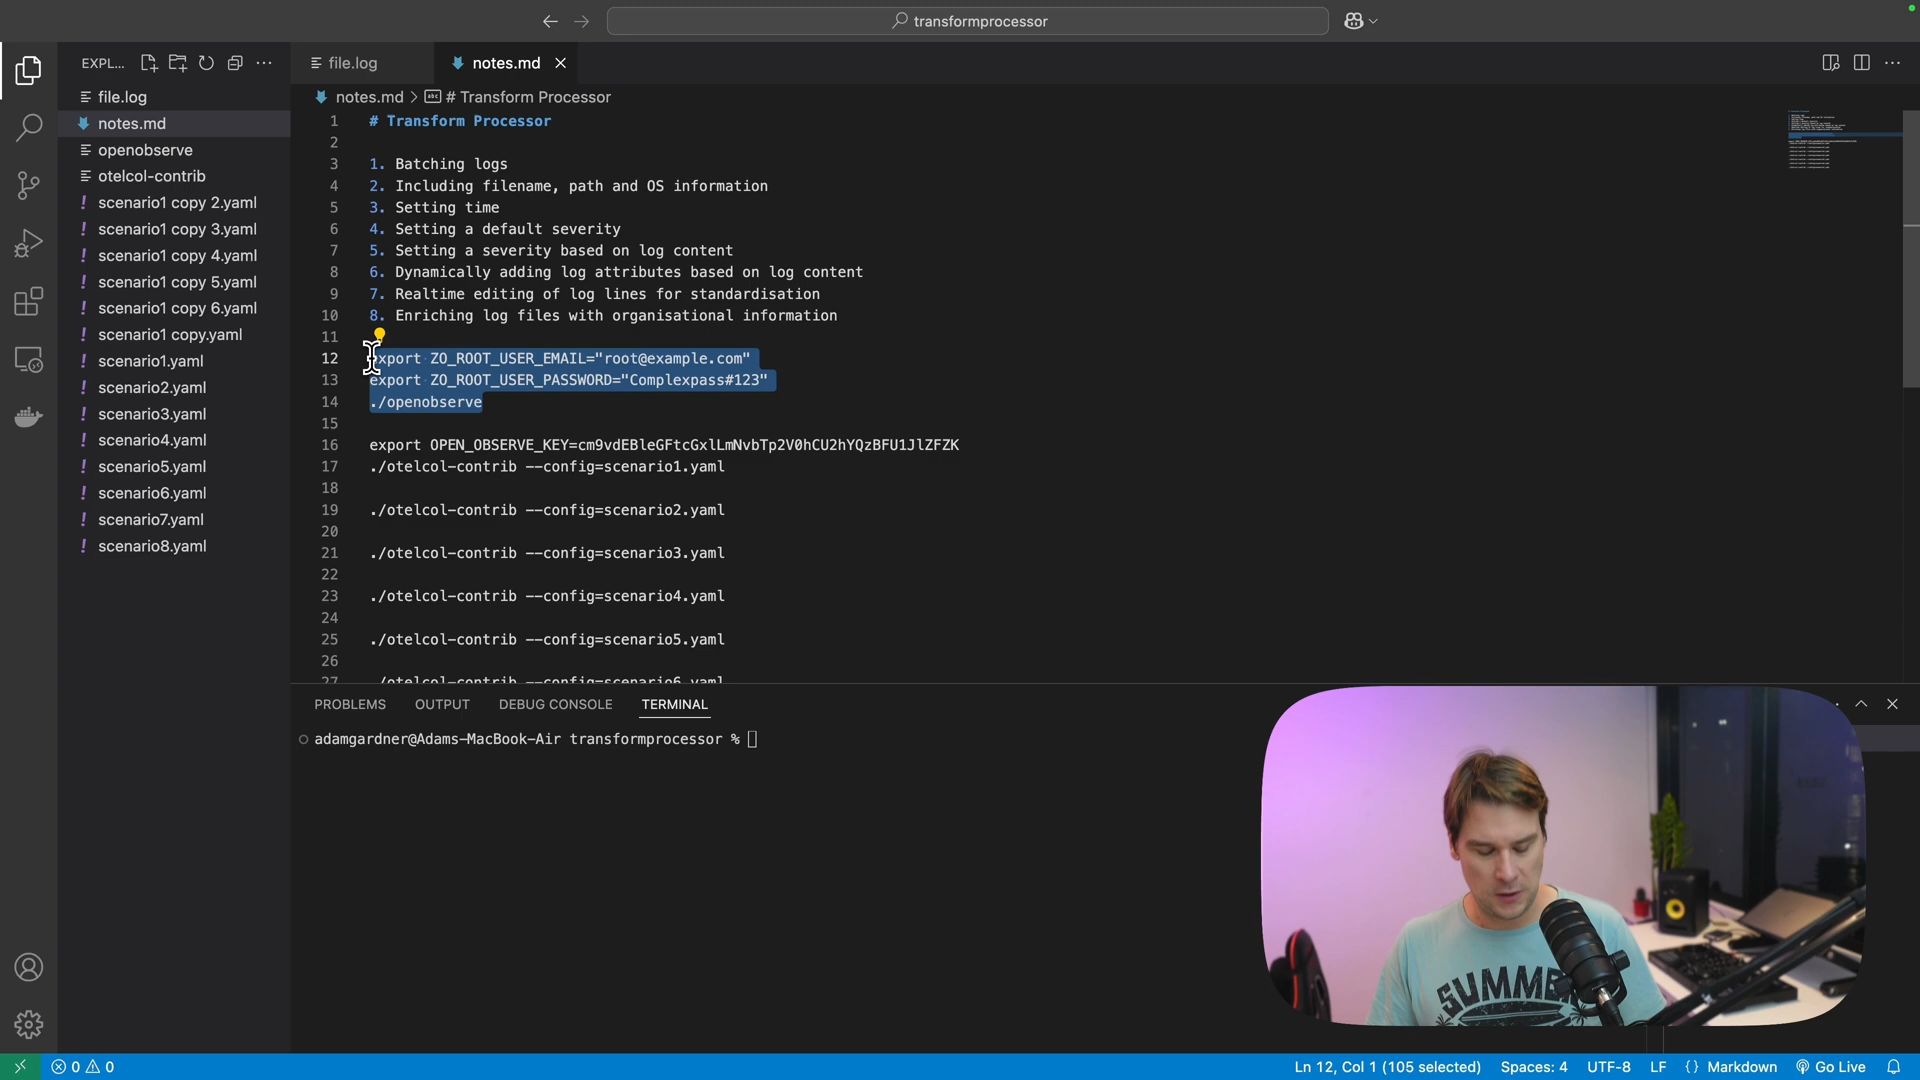 transformprocessor
EXPL...
file.log
notes.md
notes.md > # Transform Processor
file.log
notes.md
openobserve
otelcol-contrib
scenario1 copy 2.yaml
scenario1 copy 3.yaml
scenario1 copy 4.yaml
scenario1 copy 5.yaml
scenario1 copy 6.yaml
scenario1 copy.yaml
scenario1.yaml
scenario2.yaml
scenario3.yaml
scenario4.yaml
scenario5.yaml
scenario6.yaml
scenario7.yaml
scenario8.yaml
1 # Transform Processor
2
3 1. Batching logs
4 2. Including filename, path and OS information
5 3. Setting time
6 4. Setting a default severity
7 5. Setting a severity based on log content
8 6. Dynamically adding log attributes based on log content
9 7. Realtime editing of log lines for standardisation
10 8. Enriching log files with organisational information
11
12 export ZO_ROOT_USER_EMAIL="root@example.com"
13 export ZO_ROOT_USER_PASSWORD="Complexpass#123"
14 ./openobserve
15
16 export OPEN_OBSERVE_KEY=cm9vdEBleGFtcGxlLmNvbTp2V0hCU2hYQzBFU1JlZFZK
17 ./otelcol-contrib --config=scenario1.yaml
18
19 ./otelcol-contrib --config=scenario2.yaml
20
21 ./otelcol-contrib --config=scenario3.yaml
22
23 ./otelcol-contrib --config=scenario4.yaml
24
25 ./otelcol-contrib --config=scenario5.yaml
26
27 ./otelcol-contrib --config=scenario6.yaml
PROBLEMS OUTPUT DEBUG CONSOLE TERMINAL
adamgardner@Adams-MacBook-Air transformprocessor %
SUMME
0 0
Ln 12, Col 1 (105 selected) Spaces: 4 UTF-8 LF {} Markdown Go Live